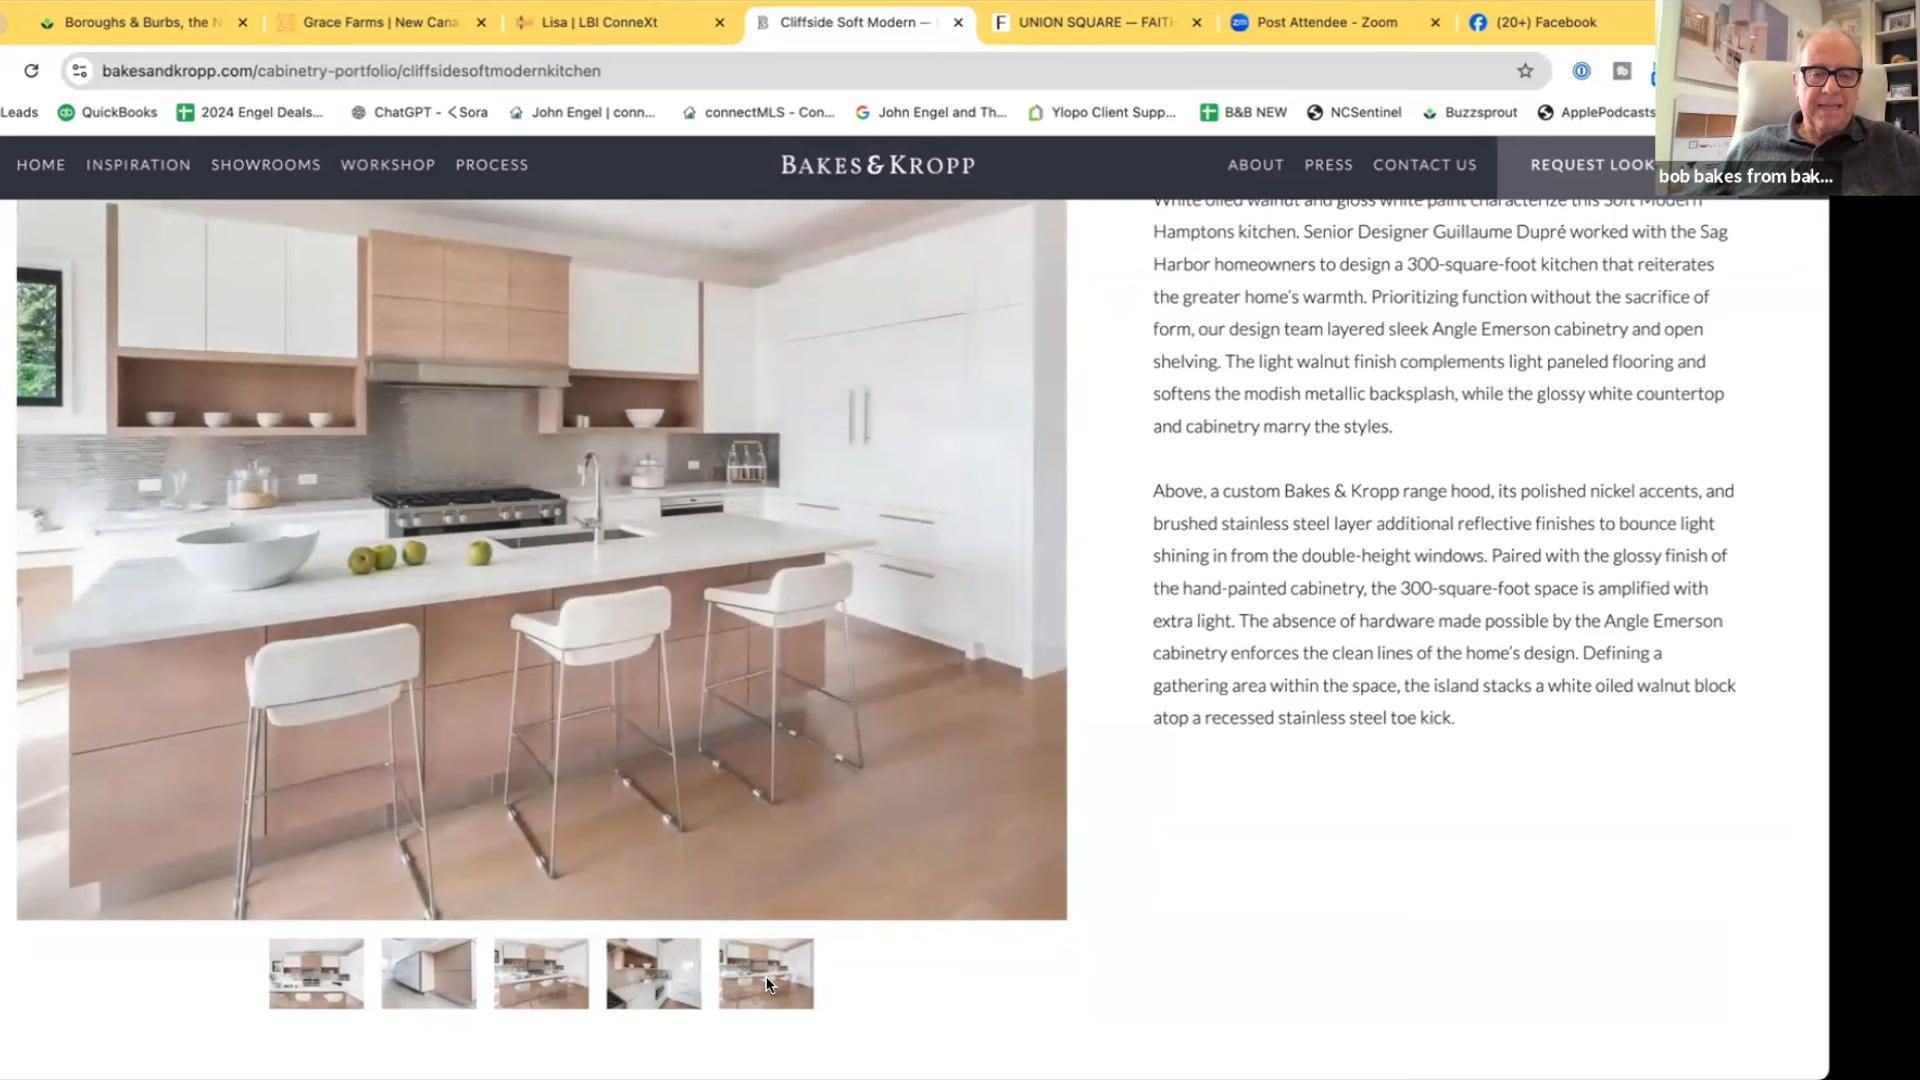 Boroughs & Burbs, the N
Grace Farms | New Cana
Lisa | LBI ConneXt
Cliffside Soft Modern —
UNION SQUARE — FAIT
Post Attendee - Zoom
(20+) Facebook
bakesandkropp.com/cabinetry-portfolio/cliffsidesoftmodernkitchen
Leads
QuickBooks
2024 Engel Deals...
ChatGPT - < Sora
John Engel | conn...
connectMLS - Con...
John Engel and Th...
Ylopo Client Supp...
B&B NEW
NCSentinel
Buzzsprout
ApplePodcasts
HOME INSPIRATION SHOWROOMS WORKSHOP PROCESS
BAKES & KROPP
ABOUT PRESS CONTACT US
REQUEST LOOK
bob bakes from bak...
White oiled walnut and gloss white paint characterize this Soft Modern
Hamptons kitchen. Senior Designer Guillaume Dupré worked with the Sag
Harbor homeowners to design a 300-square-foot kitchen that reiterates
the greater home's warmth. Prioritizing function without the sacrifice of
form, our design team layered sleek Angle Emerson cabinetry and open
shelving. The light walnut finish complements light paneled flooring and
softens the modish metallic backsplash, while the glossy white countertop
and cabinetry marry the styles.
Above, a custom Bakes & Kropp range hood, its polished nickel accents, and
brushed stainless steel layer additional reflective finishes to bounce light
shining in from the double-height windows. Paired with the glossy finish of
the hand-painted cabinetry, the 300-square-foot space is amplified with
extra light. The absence of hardware made possible by the Angle Emerson
cabinetry enforces the clean lines of the home's design. Defining a
gathering area within the space, the island stacks a white oiled walnut block
atop a recessed stainless steel toe kick.